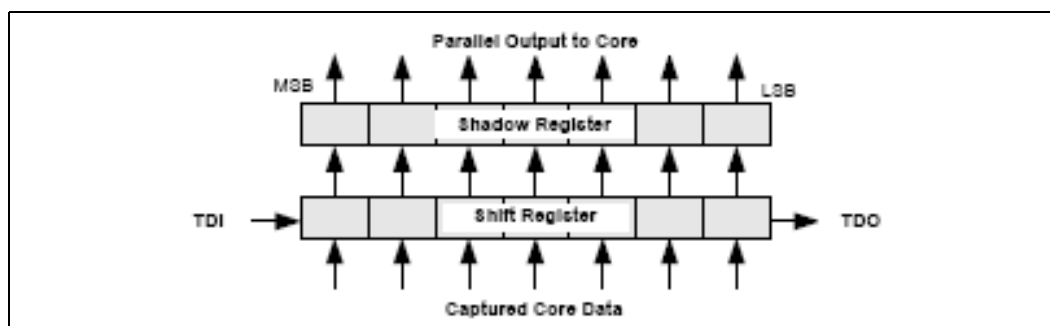 Parallel Output to Core
MSB
LSB
Shadow Register
TDI
Shift Register
TDO
Captured Core Data